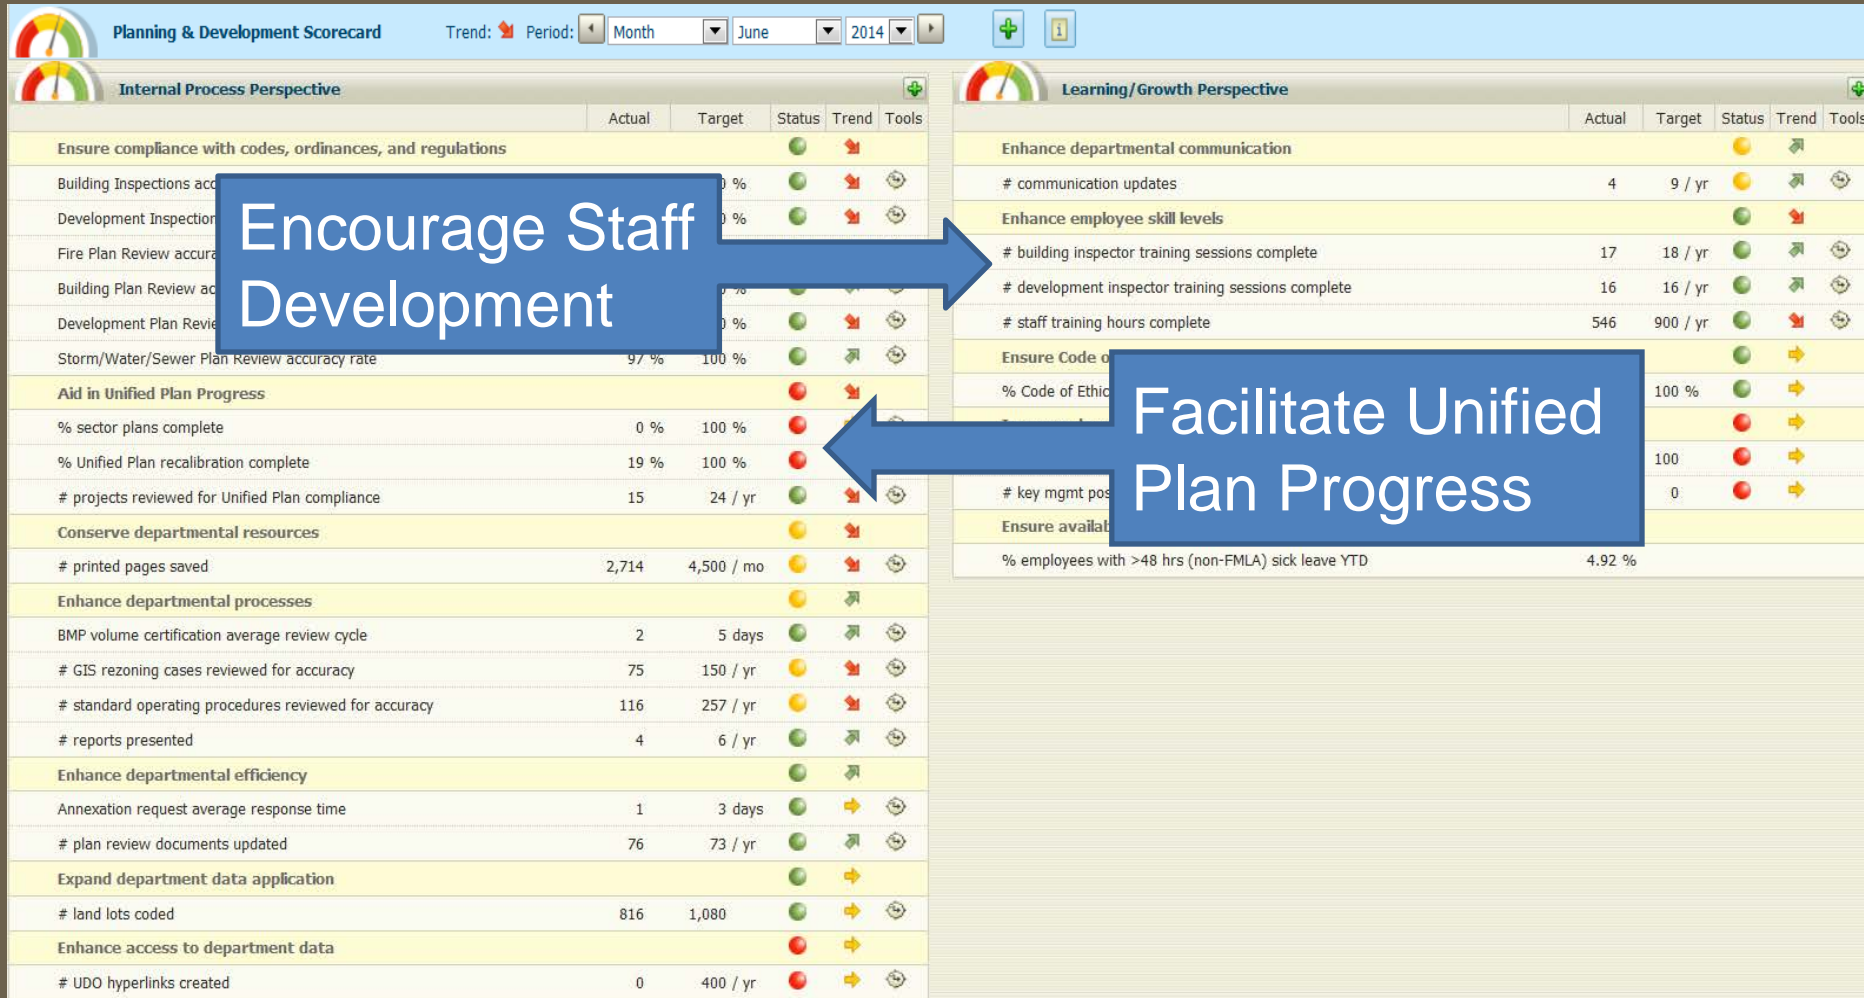 Planning & Development Scorecard Trend: Period: Month June 2014
Internal Process Perspective
Actual Target Status Trend Tools
Ensure compliance with codes, ordinances, and regulations
Building Inspections %
Development %
Fire Plan Review
Building Plan Review %
Development Plan %
Storm/Water/Sewer Plan Review accuracy rate 97 % 100 %
Aid in Unified Plan Progress
% sector plans complete 0 % 100 %
% Unified Plan recalibration complete 19 % 100 %
# projects reviewed for Unified Plan compliance 15 24 / yr
Conserve departmental resources
# printed pages saved 2,714 4,500 / mo
Enhance departmental processes
BMP volume certification average review cycle 2 5 days
# GIS rezoning cases reviewed for accuracy 75 150 / yr
# standard operating procedures reviewed for accuracy 116 257 / yr
# reports presented 4 6 / yr
Enhance departmental efficiency
Annexation request average response time 1 3 days
# plan review documents updated 76 73 / yr
Expand department data application
# land lots coded 816 1,080
Enhance access to department data
# UDO hyperlinks created 0 400 / yr
Encourage Staff
Development
Learning/Growth Perspective
Actual Target Status Trend Tools
Enhance departmental communication
# communication updates 4 9 / yr
Enhance employee skill levels
# building inspector training sessions complete 17 18 / yr
# development inspector training sessions complete 16 16 / yr
# staff training hours complete 546 900 / yr
Ensure Code
% Code of 100 %
100
# key mgmt 0
Ensure
% employees with >48 hrs (non-FMLA) sick leave YTD 4.92 %
Facilitate Unified
Plan Progress